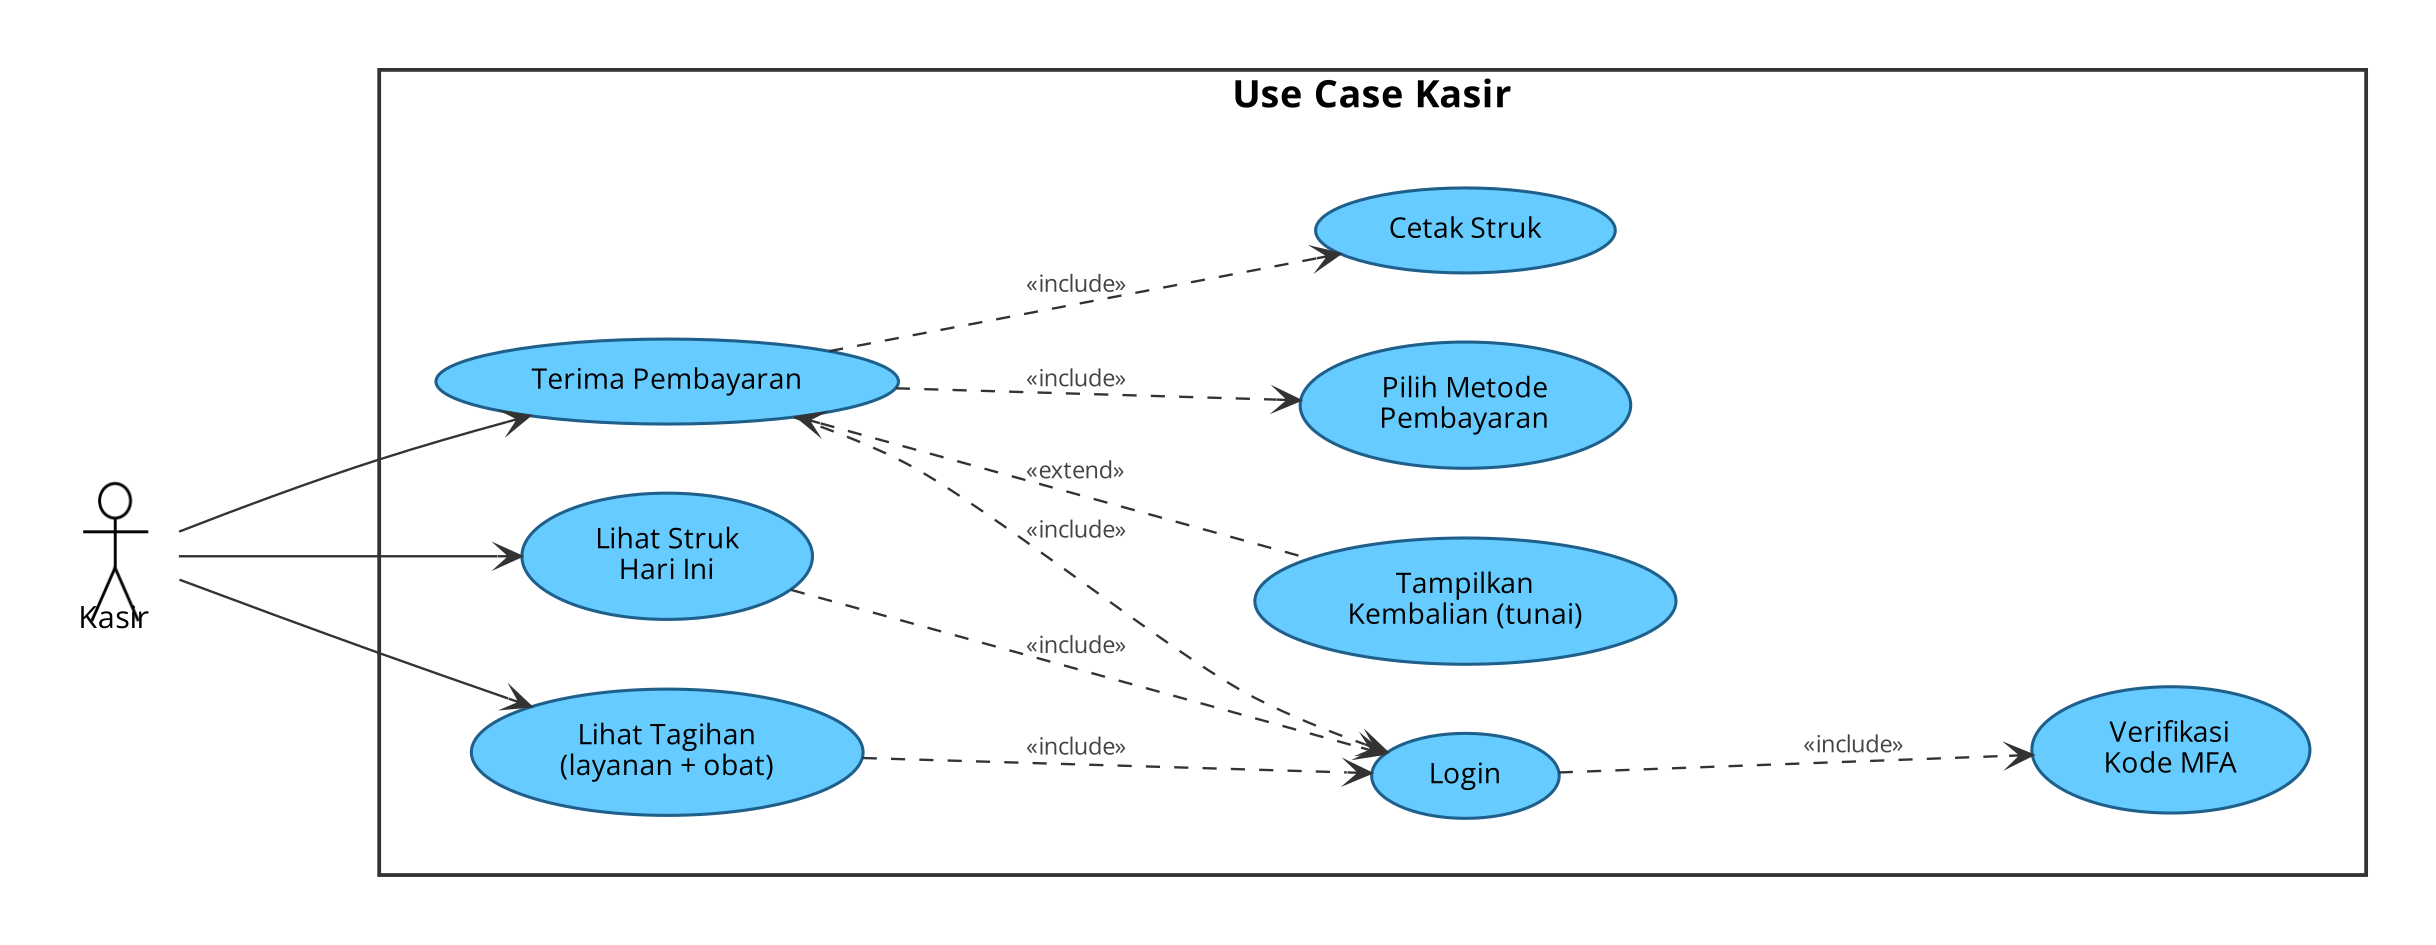 Use Case Kasir
Cetak Struk
«include»
Terima Pembayaran
«include»
Pilih Metode
Pembayaran
«extend»
«include»
Lihat Struk
Hari Ini
Tampilkan
Kembalian (tunai)
Kasir
«include»
Lihat Tagihan
(layanan + obat)
«include»
Login
«include»
Verifikasi
Kode MFA